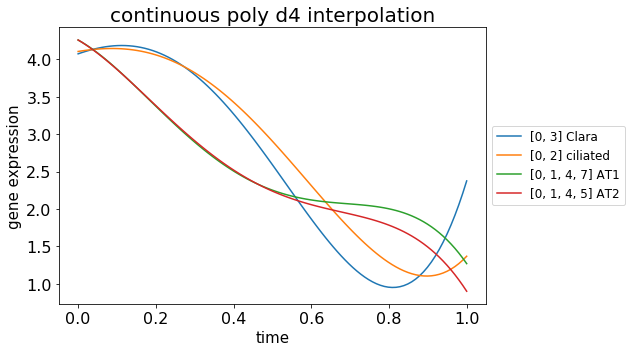 continuous poly d4 interpolation
gene expression
4.0
3.5
3.0
2.5
2.0
1.5
1.0
0.0 0.2 0.4 0.6 0.8 1.0
time
[0, 3] Clara
[0, 2] ciliated
[0, 1, 4, 7] AT1
[0, 1, 4, 5] AT2